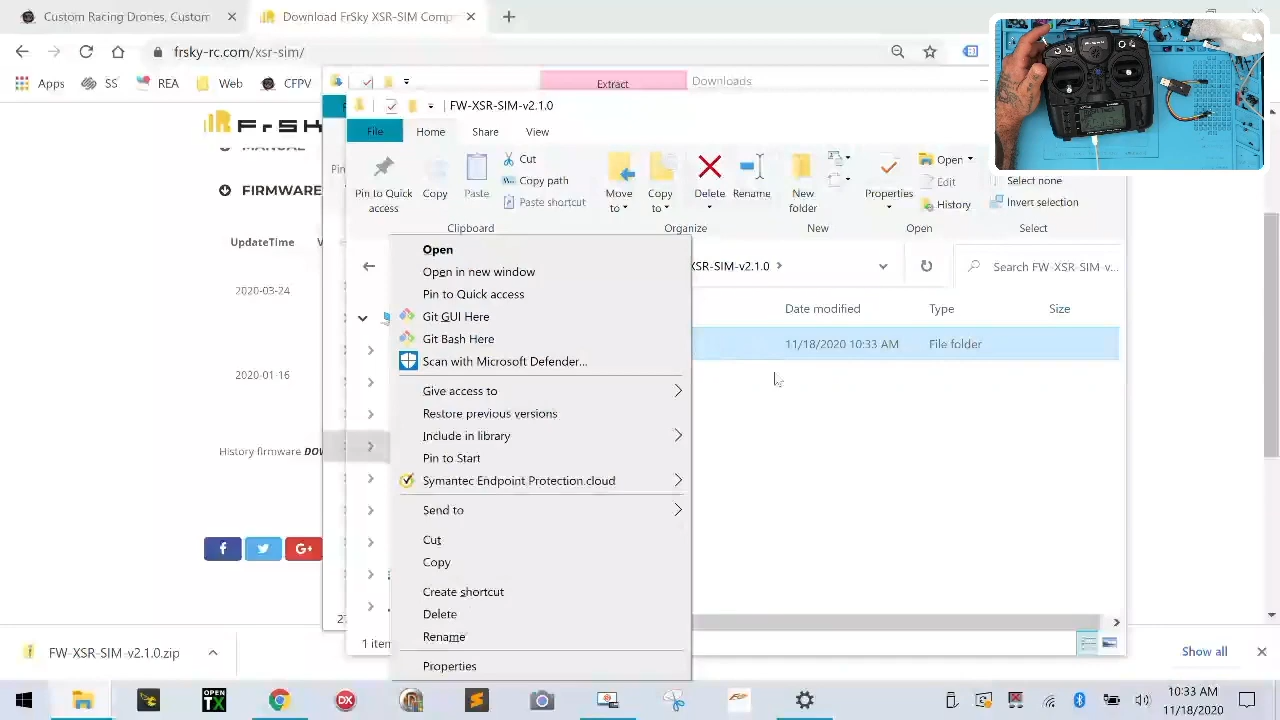 Custom Racing Drones, Custom
Download FrSky XSR-SIM Comp
frsky-rc.com/xsr-sim/
Apps
SS
REA
Web
CFPV
Extract
Downloads
FW-XSR-SIM-v2.1.0
File
Home
Share
View
Pin to Quick access
Copy
Paste
Cut
Copy path
Paste shortcut
Move to
Copy to
Delete
Rename
New folder
Properties
Open
Edit
History
Select none
Invert selection
Clipboard
Organize
New
Open
Select
MANUAL
FIRMWARE
UpdateTime
2020-03-24
2020-01-16
History firmware DOW
XSR-SIM-v2.1.0
Search FW-XSR-SIM-v...
Date modified
Type
Size
11/18/2020 10:33 AM
File folder
Open
Open in new window
Pin to Quick access
Git GUI Here
Git Bash Here
Scan with Microsoft Defender...
Give access to
Restore previous versions
Include in library
Pin to Start
Symantec Endpoint Protection.cloud
Send to
Cut
Copy
Create shortcut
Delete
Rename
Properties
27
1 item
FW-XSR-SIM-v2.1.0.zip
Show all
OPEN
TX
10:33 AM
11/18/2020